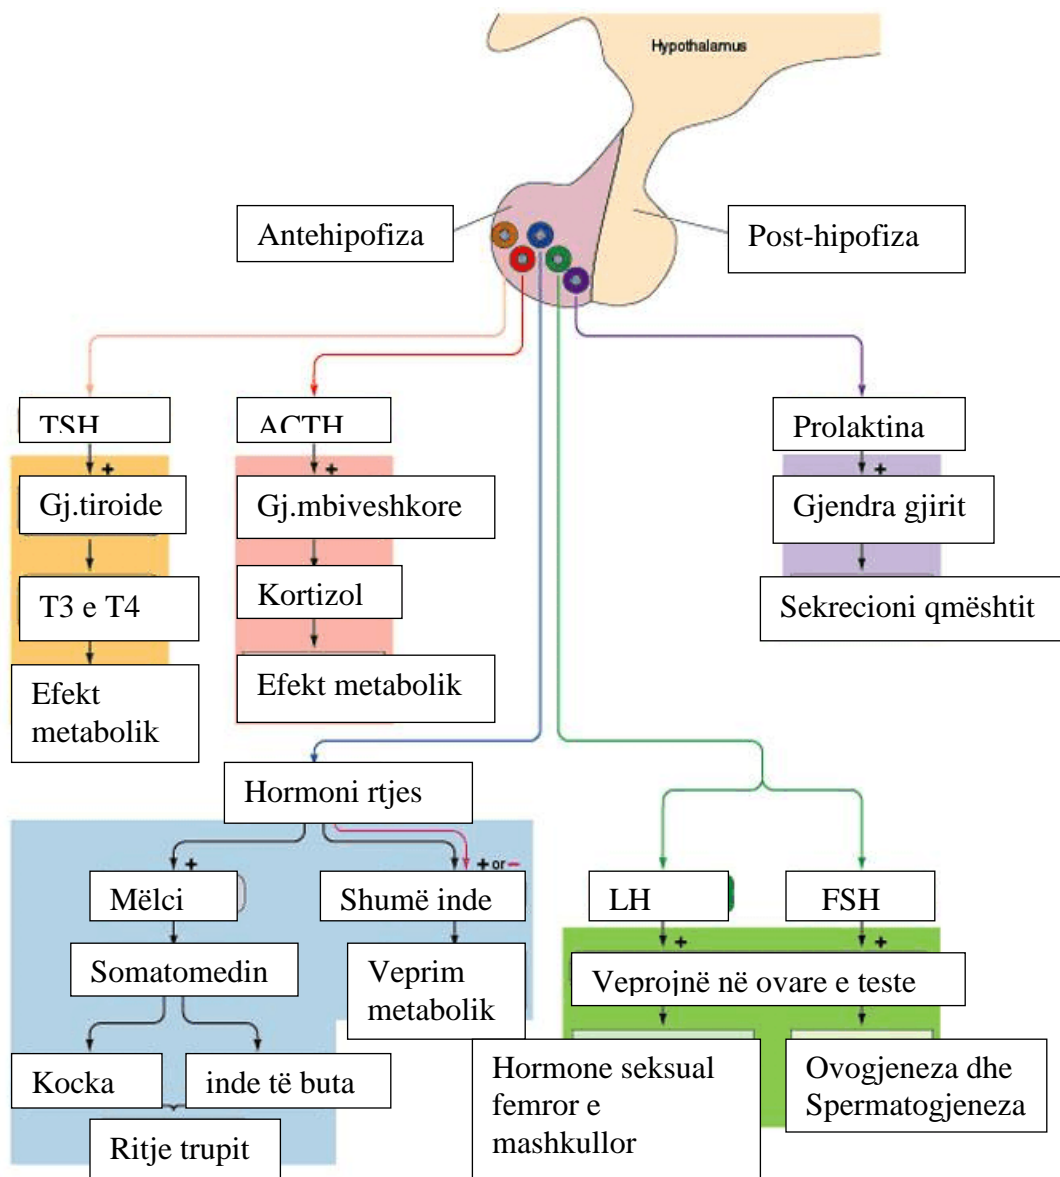 Hypothalamus
Antehipofiza
Post-hipofiza
TSH
ACTH
Prolaktina
+
+
+
Gj.tiroide
Gj.mbiveshkore
Gjendra gjirit
T3 e T4
Kortizol
Sekrecioni qmështit
Efekt
metabolik
Efekt metabolik
Hormoni rtjes
+
+ or −
Mëlci
Shumë inde
LH
FSH
+
+
Somatomedin
Veprim
metabolik
Veprojnë në ovare e teste
Kocka
inde të buta
Hormone seksual
femror e
mashkullor
Ovogjeneza dhe
Spermatogjeneza
Ritje trupit